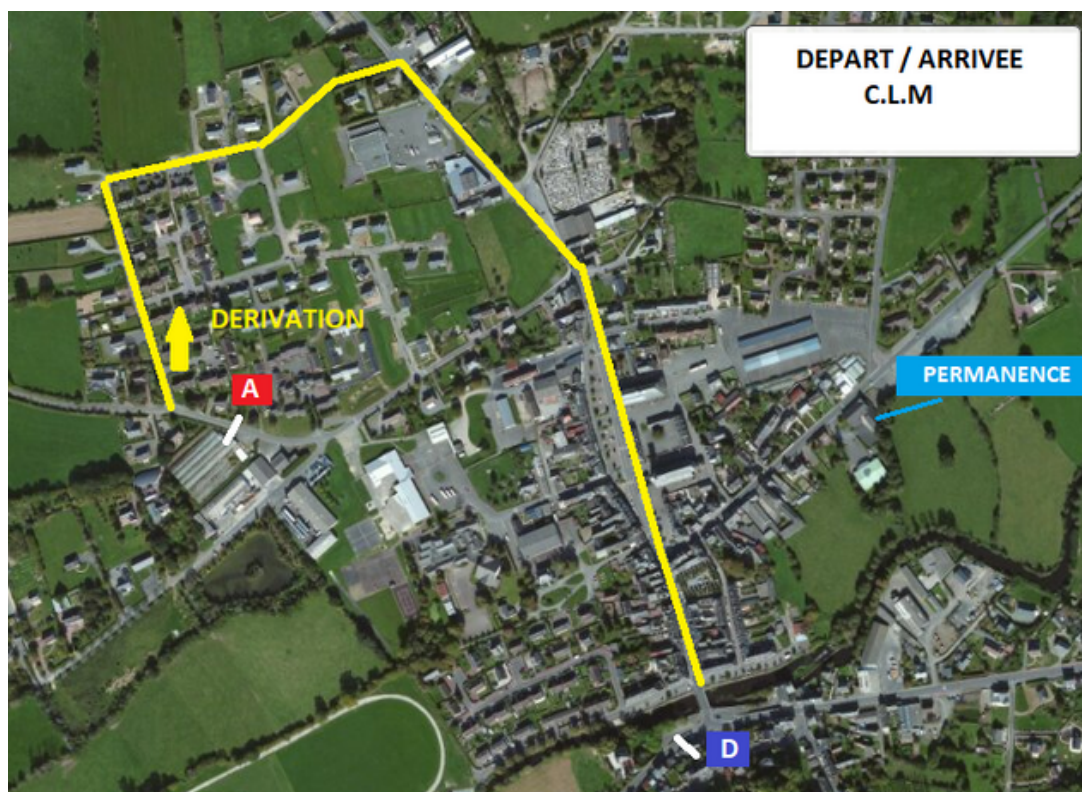 DEPART / ARRIVEE
C.L.M
DERIVATION
A
PERMANENCE
D